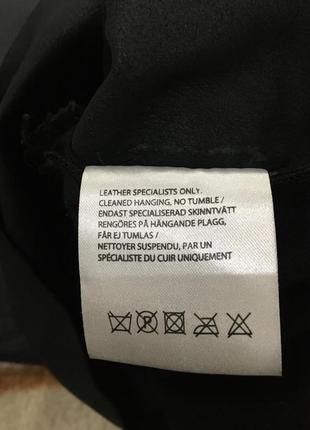 LEATHER SPECIALISTS ONLY.
CLEANED HANGING, NO TUMBLE /
ENDAST SPECIALISERAD SKINNTVÄTT
RENGÖRES PÅ HÄNGANDE PLAGG,
FÅR EJ TUMLAS /
NETTOYER SUSPENDU, PAR UN
SPÉCIALISTE DU CUIR UNIQUEMENT